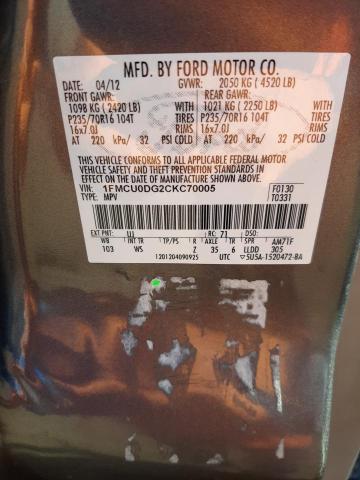 MFD. BY FORD MOTOR CO.
DATE: 04/12 GVWR: 2050 KG ( 4520 LB)
FRONT GAWR: REAR GAWR:
1098 KG ( 2420 LB) WITH 1021 KG ( 2250 LB) WITH
P235/70R16 104T TIRES P235/70R16 104T TIRES
16x7.0J RIMS 16x7.0J RIMS
AT 220 kPa/ 32 PSI COLD AT 220 kPa/ 32 PSI COLD
THIS VEHICLE CONFORMS TO ALL APPLICABLE FEDERAL MOTOR
VEHICLE SAFETY AND THEFT PREVENTION STANDARDS IN EFFECT ON
THE DATE OF MANUFACTURE SHOWN ABOVE.
VIN: 1FMCU0DG2CKC70005 F0130
TYPE: MPV T0331
EXT PNT: UJ RC: 71 AM71F
WB INT TR TP/PS R AXLE TR SPR
103 WS Z 35 6 LLDD 305
1201204090925 UTC 5U5A-1520472-BA